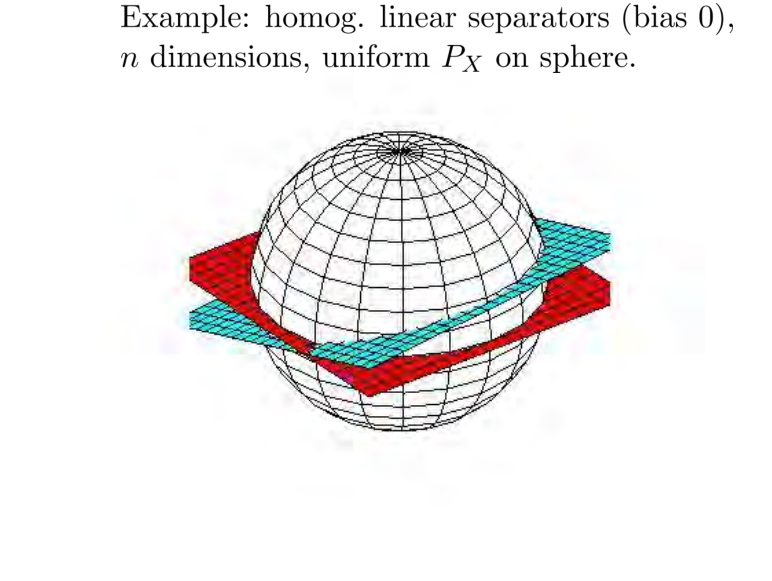 Example: homog. linear separators (bias 0),
n dimensions, uniform P_X on sphere.